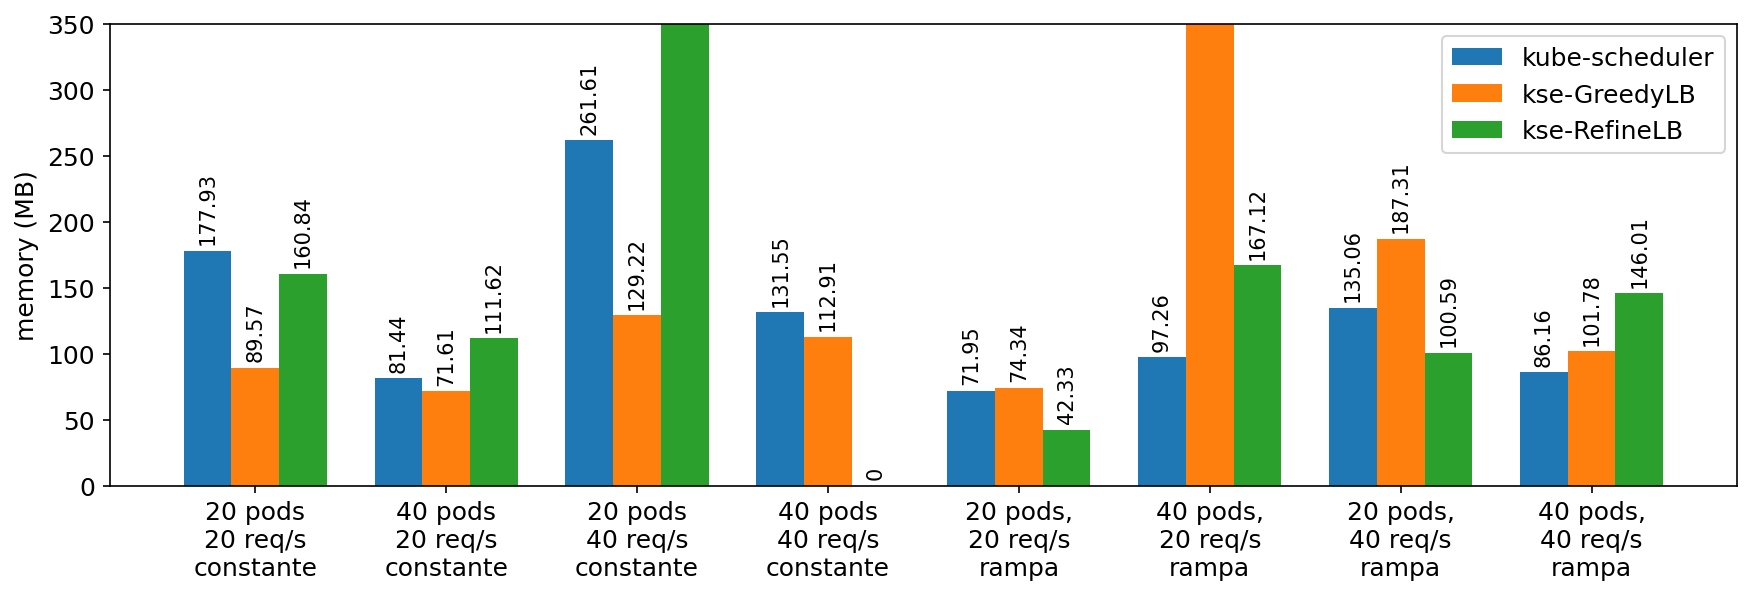 350
300
250
200
150
100
50
0
memory (MB)
kube-scheduler
kse-GreedyLB
kse-RefineLB
177.93
89.57
160.84
81.44
71.61
111.62
261.61
129.22
131.55
112.91
0
71.95
74.34
42.33
97.26
167.12
135.06
187.31
100.59
86.16
101.78
146.01
20 pods
20 req/s
constante
40 pods
20 req/s
constante
20 pods
40 req/s
constante
40 pods
40 req/s
constante
20 pods,
20 req/s
rampa
40 pods,
20 req/s
rampa
20 pods,
40 req/s
rampa
40 pods,
40 req/s
rampa